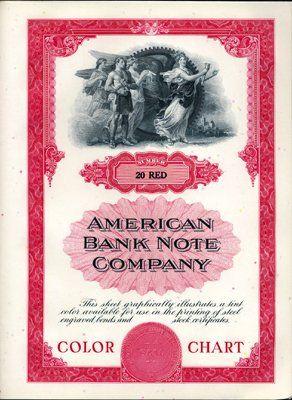 NUMBER
20 RED
AMERICAN
BANK NOTE
COMPANY
This sheet graphically illustrates a tint
color available for use in the printing of steel
engraved bonds and stock certificates.
COLOR CHART